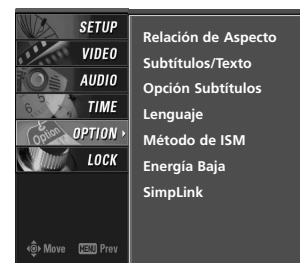 SETUP
VIDEO
AUDIO
TIME
OPTION
LOCK
Move MENU Prev
Relación de Aspecto
Subtítulos/Texto
Opción Subtítulos
Lenguaje
Método de ISM
Energía Baja
SimpLink